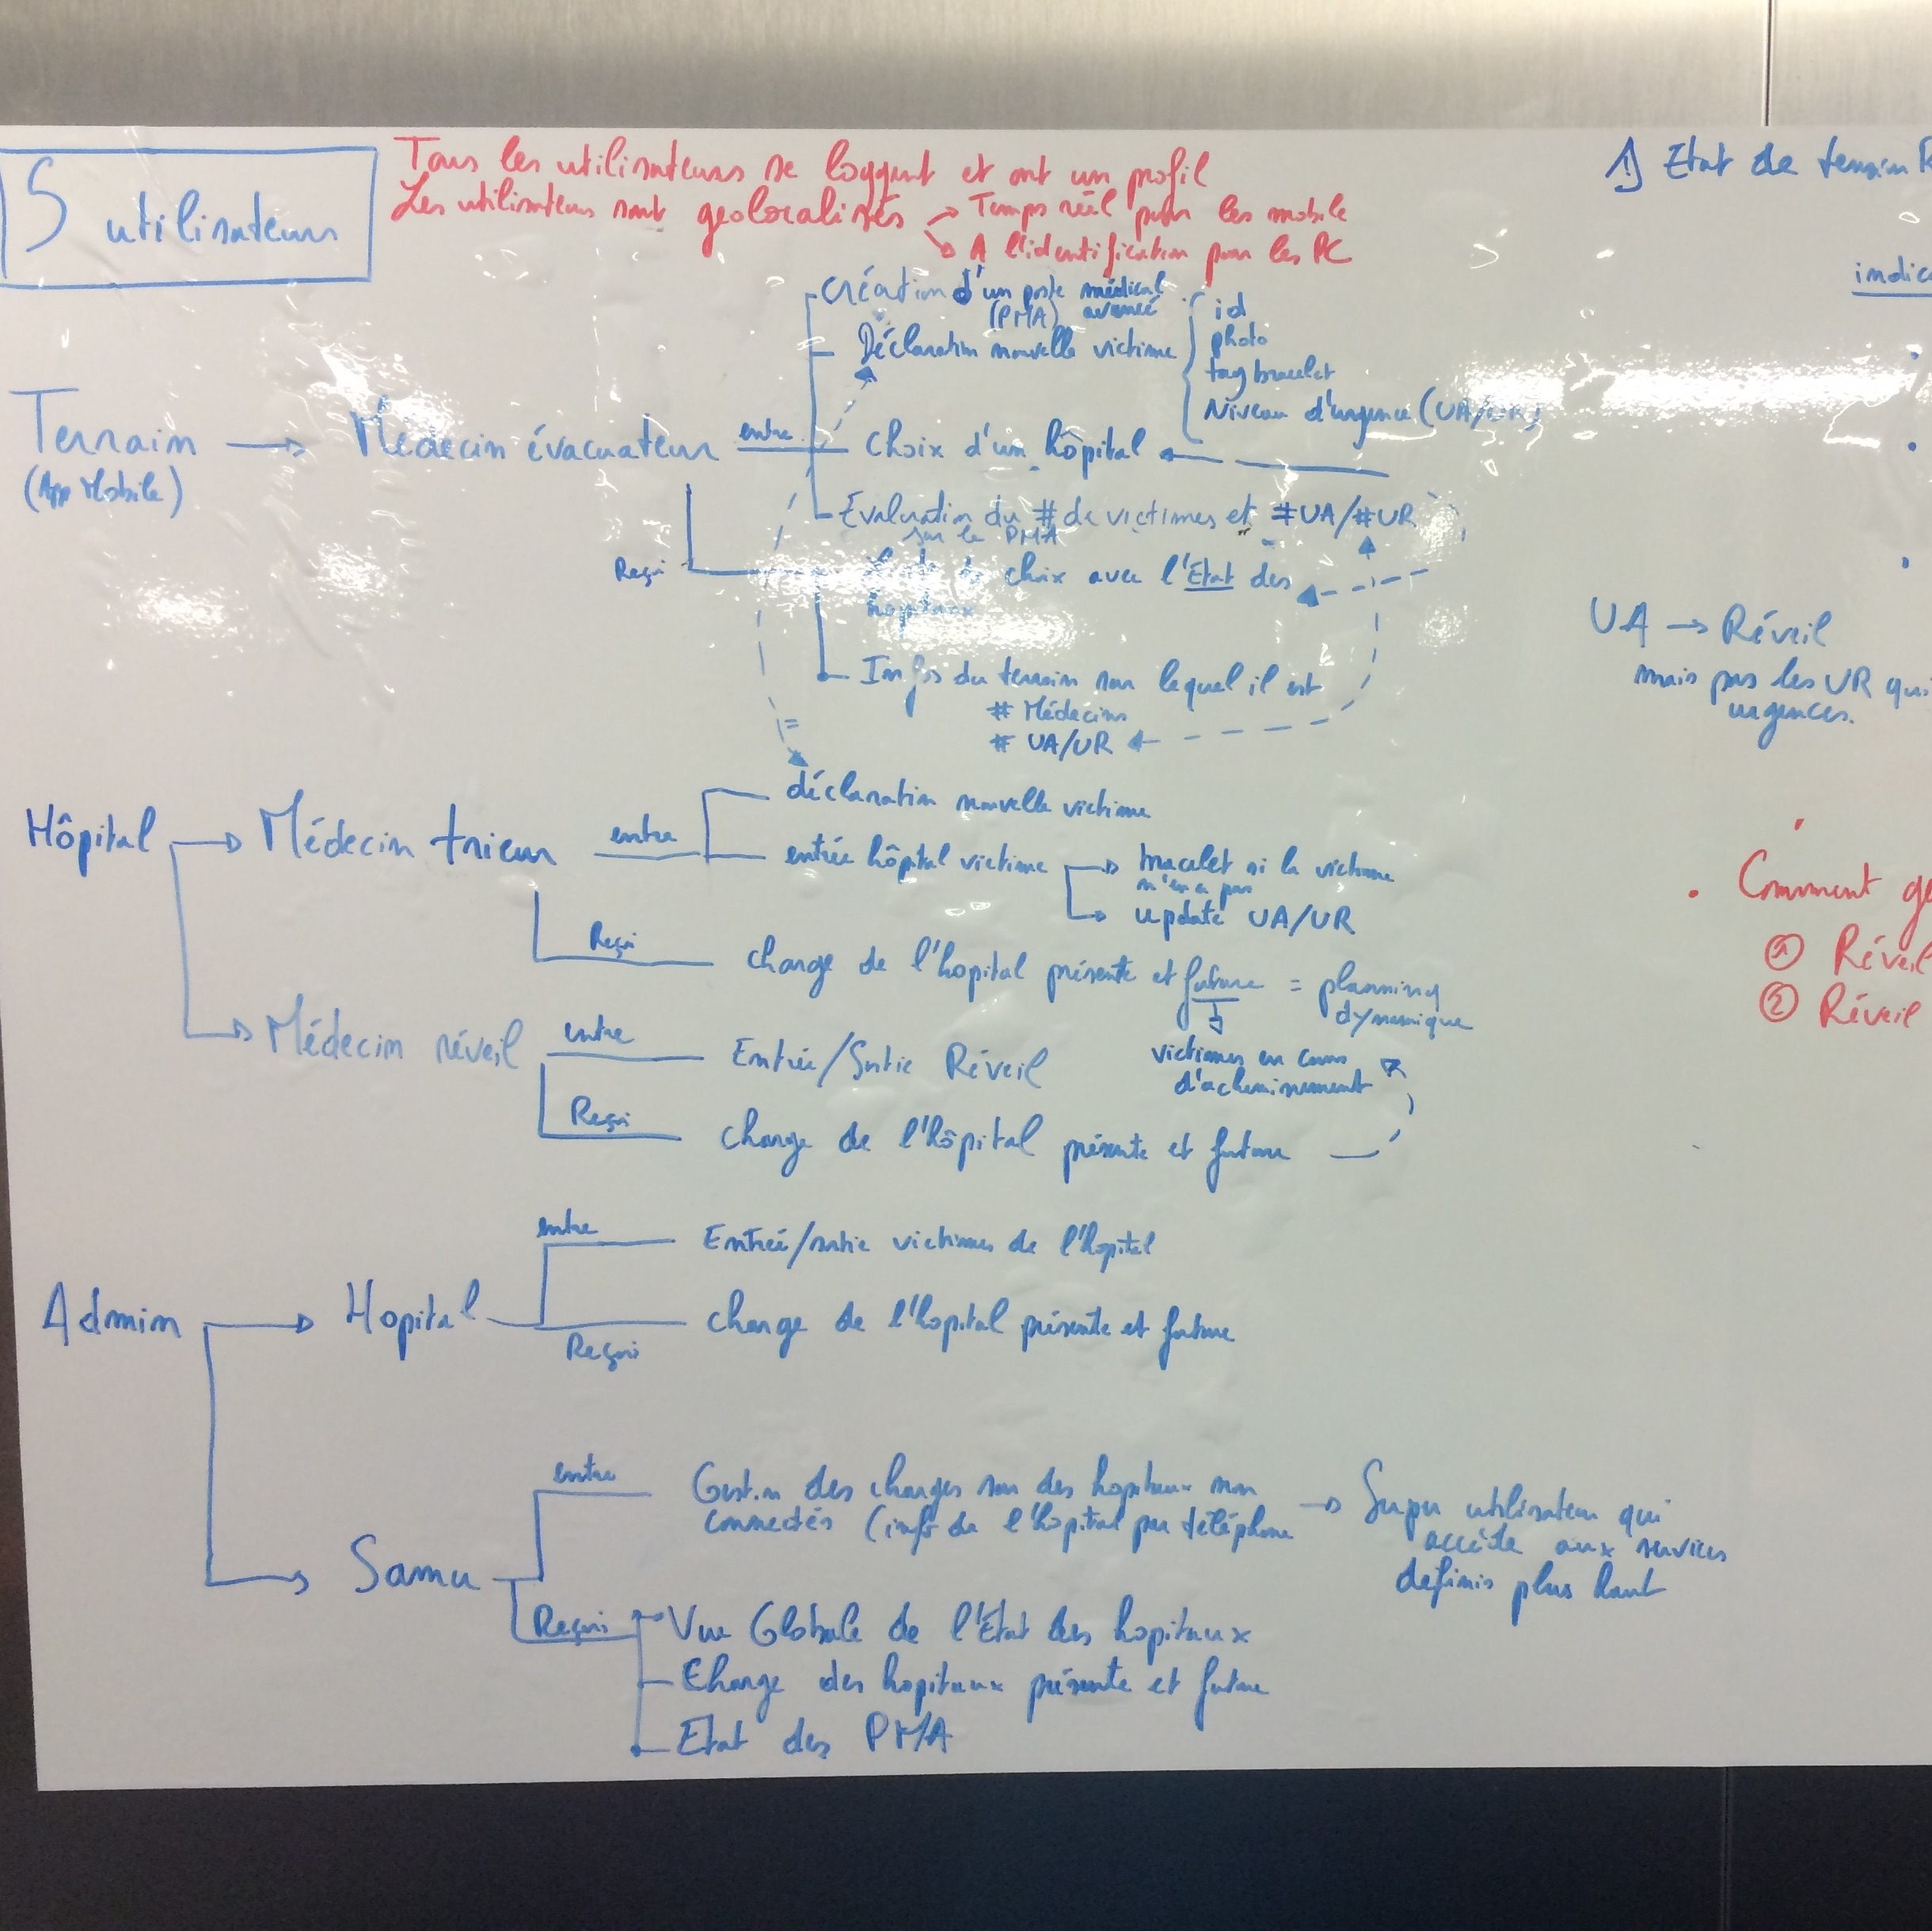 5 utilisateurs
Tous les utilisateurs se loggent et ont un profil
Les utilisateurs sont geolocalisés → Temps réél pour les mobile
→ A l'identification pour les PC
Terrain → Médecin évacuateur
(App Mobile)
entre
création d'un poste médical
(PMA) avancé
Déclaration nouvelle victime
id
photo
tag bracelet
Niveau d'urgence (UA/UR)
choix d'un hôpital
Evaluation du # de victimes et #UA/#UR
sur le PMA
Reçoi
choix avec l'Etat des
hopitaux
Infos du terrain sur lequel il est
# Médecins
# UA/UR
=
Hôpital → Médecin trieur
entre
déclaration nouvelle victime
entrée hôpital victime → bracelet si la victime
n'en a pas
→ update UA/UR
Reçoi
charge de l'hopital présente et future = planning
dynamique
victimes en cours
d'acheminement
→ Médecin réveil
entre
Entrée/Sortie Réveil
Reçoi
charge de l'hôpital présente et future
Admin → Hopital
entre
Entrée/sortie victimes de l'hopital
Reçoi
charge de l'hopital présente et future
→ Samu
entre
Gestion des charges sur des hopitaux non
connectés (info de l'hopital par téléphone
→ Super utilisateur qui
accède aux services
definis plus haut
Reçoi
Vue Globale de l'Etat des hopitaux
Charge des hopitaux présente et future
Etat des PMA
1) Etat de terrain
indic
UA → Réveil
mais pas les UR qui
urgences.
• Comment ge
① Réveil
② Réveil